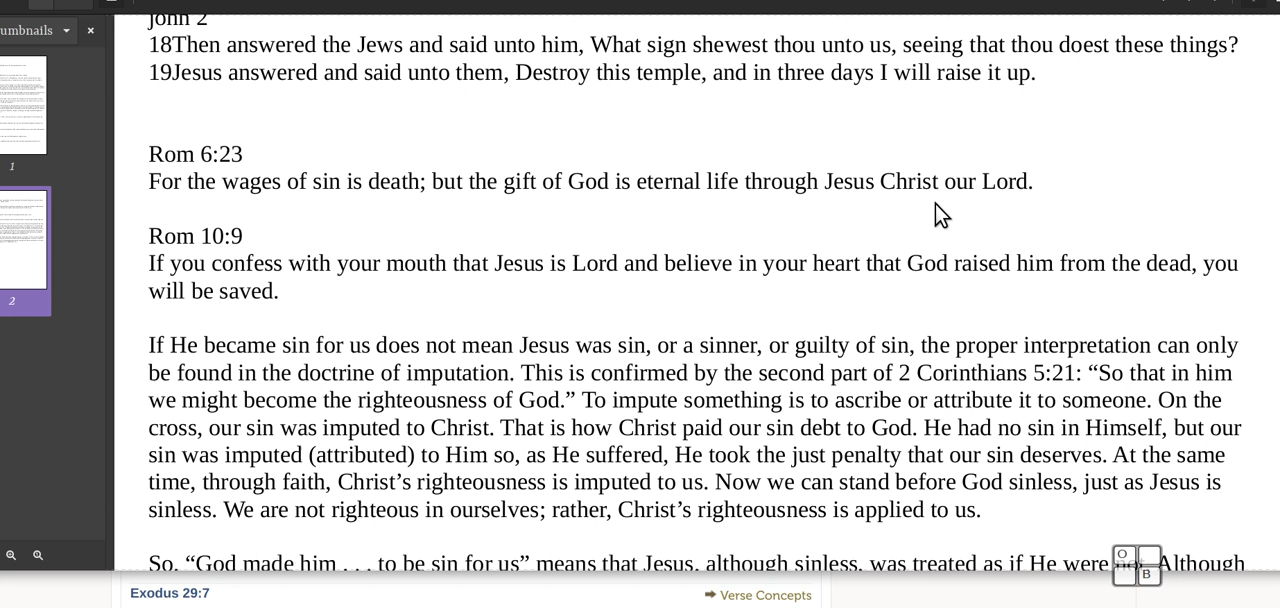 umbnails
john 2
18Then answered the Jews and said unto him, What sign shewest thou unto us, seeing that thou doest these things?
19Jesus answered and said unto them, Destroy this temple, and in three days I will raise it up.
1
Rom 6:23
For the wages of sin is death; but the gift of God is eternal life through Jesus Christ our Lord.
Rom 10:9
If you confess with your mouth that Jesus is Lord and believe in your heart that God raised him from the dead, you
will be saved.
2
If He became sin for us does not mean Jesus was sin, or a sinner, or guilty of sin, the proper interpretation can only
be found in the doctrine of imputation. This is confirmed by the second part of 2 Corinthians 5:21: “So that in him
we might become the righteousness of God.” To impute something is to ascribe or attribute it to someone. On the
cross, our sin was imputed to Christ. That is how Christ paid our sin debt to God. He had no sin in Himself, but our
sin was imputed (attributed) to Him so, as He suffered, He took the just penalty that our sin deserves. At the same
time, through faith, Christ’s righteousness is imputed to us. Now we can stand before God sinless, just as Jesus is
sinless. We are not righteous in ourselves; rather, Christ’s righteousness is applied to us.
So, “God made him . . . to be sin for us” means that Jesus, although sinless, was treated as if He were Although
O
B
Exodus 29:7
Verse Concepts